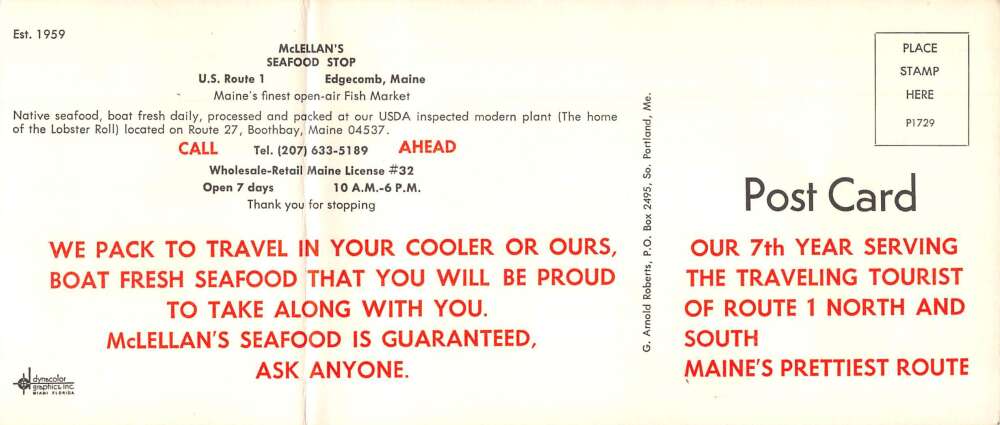 Est. 1959
McLELLAN'S
SEAFOOD STOP
U.S. Route 1 Edgecomb, Maine
Maine's finest open-air Fish Market
Native seafood, boat fresh daily, processed and packed at our USDA inspected modern plant (The home
of the Lobster Roll) located on Route 27, Boothbay, Maine 04537.
CALL Tel. (207) 633-5189 AHEAD
Wholesale-Retail Maine License #32
Open 7 days 10 A.M.-6 P.M.
Thank you for stopping
WE PACK TO TRAVEL IN YOUR COOLER OR OURS,
BOAT FRESH SEAFOOD THAT YOU WILL BE PROUD
TO TAKE ALONG WITH YOU.
McLELLAN'S SEAFOOD IS GUARANTEED,
ASK ANYONE.
dynacolor
graphics inc.
MIAMI FLORIDA
G. Arnold Roberts, P.O. Box 2495, So. Portland, Me.
PLACE
STAMP
HERE
P1729
Post Card
OUR 7th YEAR SERVING
THE TRAVELING TOURIST
OF ROUTE 1 NORTH AND
SOUTH
MAINE'S PRETTIEST ROUTE